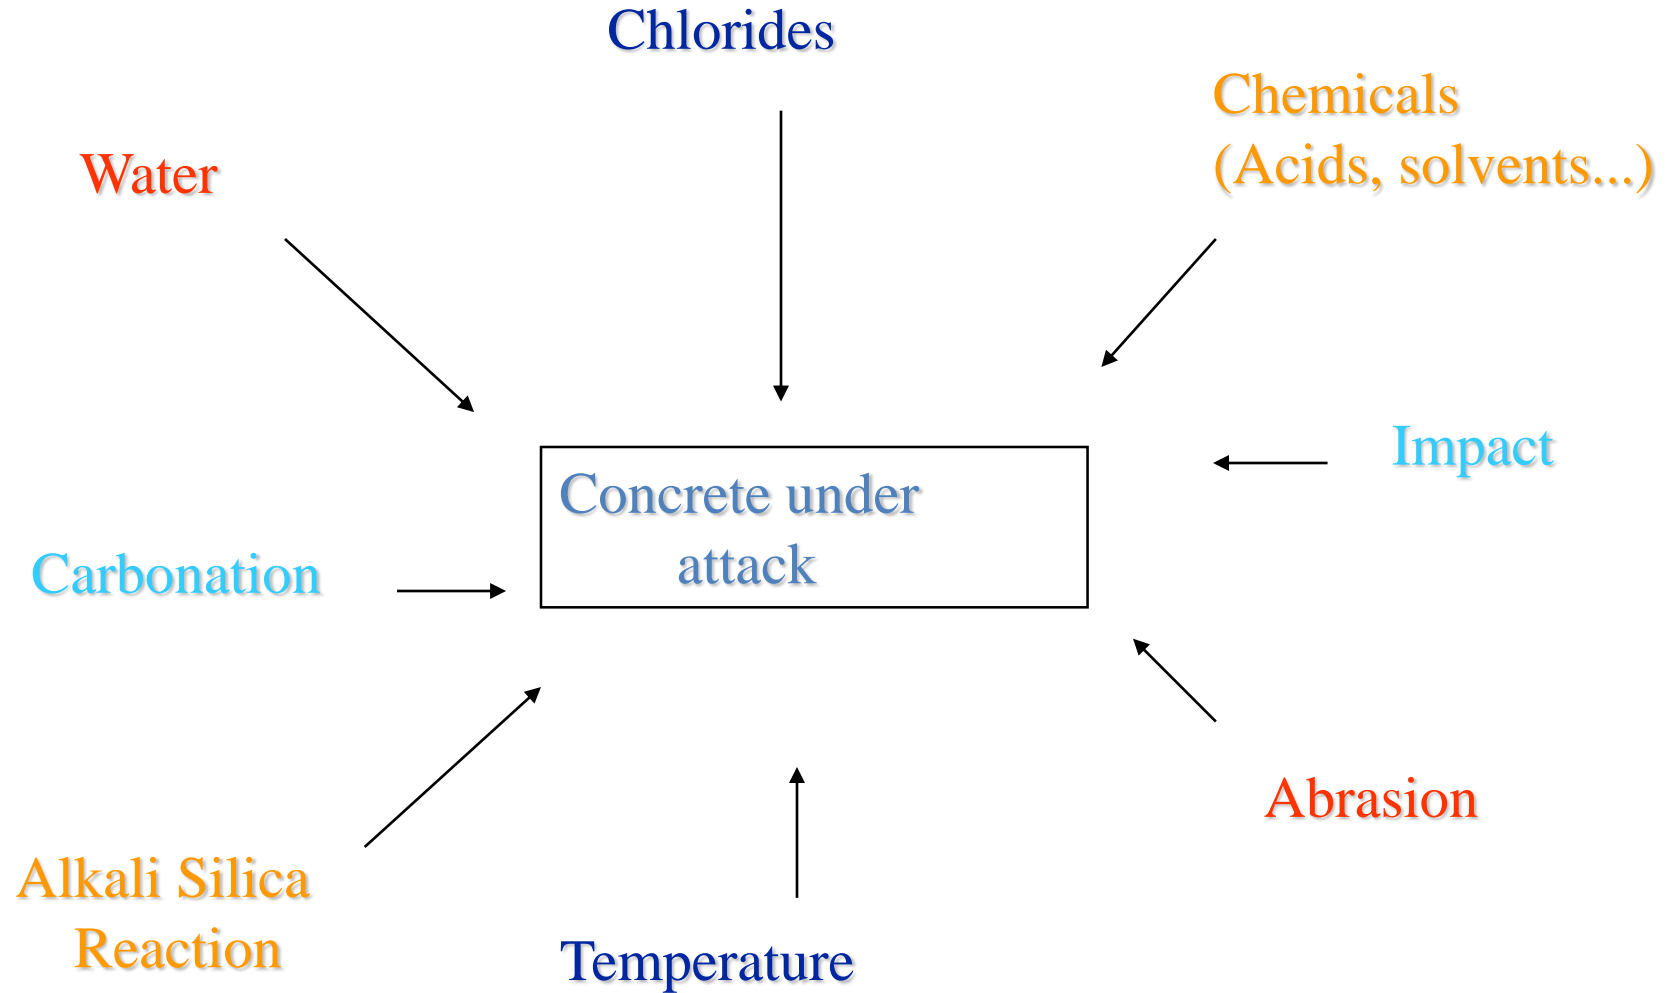 Chlorides
Chemicals
(Acids, solvents...)
Water
Impact
Concrete under
attack
Carbonation
Abrasion
Alkali Silica
Reaction
Temperature